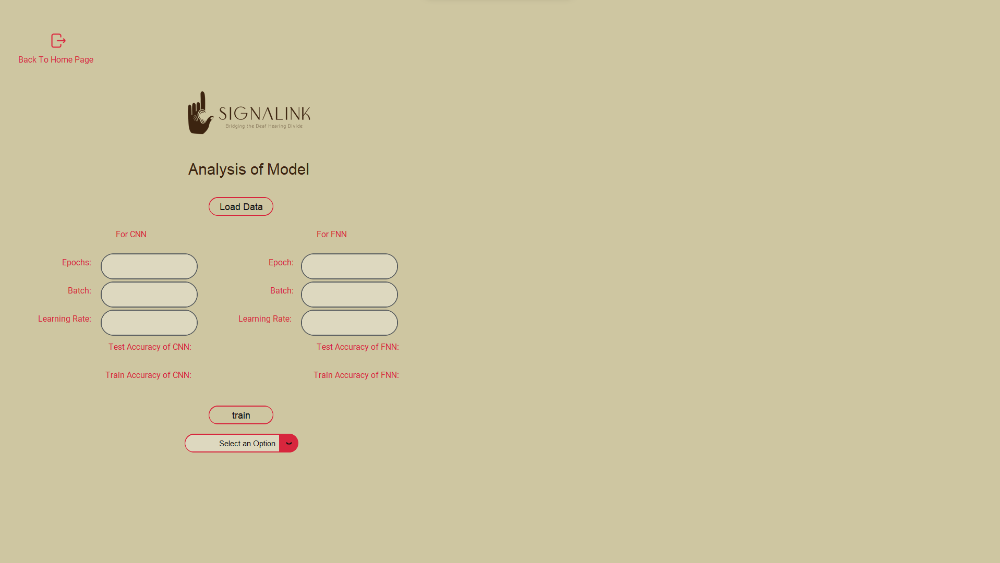 Back To Home Page
SIGNALINK
Bridging the Deaf Hearing Divide
Analysis of Model
Load Data
For CNN For FNN
Epochs: Epoch:
Batch: Batch:
Learning Rate: Learning Rate:
Test Accuracy of CNN: Test Accuracy of FNN:
Train Accuracy of CNN: Train Accuracy of FNN:
train
Select an Option